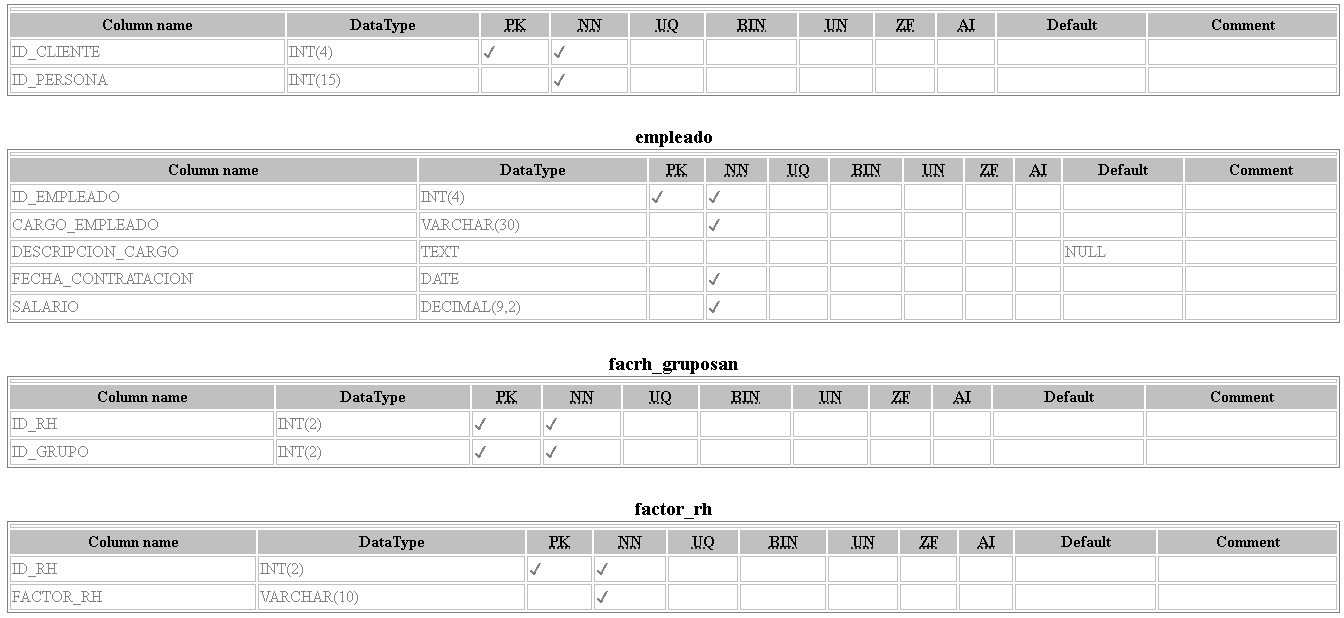 Column name DataType PK NN UQ BIN UN ZF AI Default Comment
ID_CLIENTE INT(4) ✓ ✓
ID_PERSONA INT(15) ✓
empleado
Column name DataType PK NN UQ BIN UN ZF AI Default Comment
ID_EMPLEADO INT(4) ✓ ✓
CARGO_EMPLEADO VARCHAR(30) ✓
DESCRIPCION_CARGO TEXT NULL
FECHA_CONTRATACION DATE ✓
SALARIO DECIMAL(9,2) ✓
facrh_gruposan
Column name DataType PK NN UQ BIN UN ZF AI Default Comment
ID_RH INT(2) ✓ ✓
ID_GRUPO INT(2) ✓ ✓
factor_rh
Column name DataType PK NN UQ BIN UN ZF AI Default Comment
ID_RH INT(2) ✓ ✓
FACTOR_RH VARCHAR(10) ✓